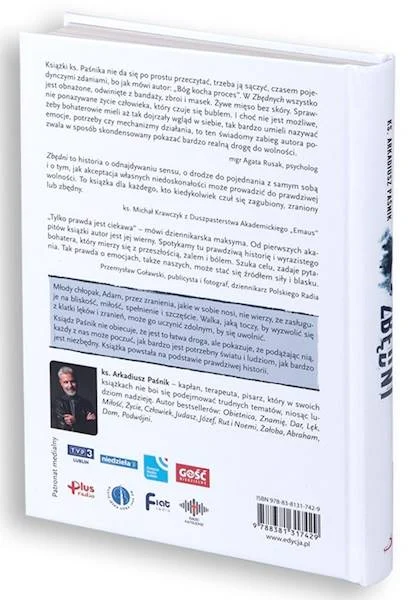 Książki ks. Paśnika nie da się po prostu przeczytać, trzeba ją sączyć, czasem poje-
dynczymi zdaniami, bo jak mówi autor: „Bóg kocha proces”. W Zbędnych wszystko
jest obnażone, odwinięte z bandaży, zbroi i masek. Żywe mięso bez skóry. Spraw-
nie ponazywane życie człowieka, który czuje się bublem. I choć nie jest możliwe,
żeby bohaterowie mieli aż tak dojrzały wgląd w siebie, tak bardzo umieli nazywać
emocje, potrzeby czy mechanizmy działania, to ten świadomy zabieg autora po-
zwala w sposób skondensowany pokazać bardzo realną drogę do wolności.
mgr Agata Rusak, psycholog
Zbędni to historia o odnajdywaniu sensu, o drodze do pojednania z samym sobą
i o tym, jak akceptacja własnych niedoskonałości może prowadzić do prawdziwej
wolności. To książka dla każdego, kto kiedykolwiek czuł się zagubiony, zraniony
lub zbędny.
ks. Michał Krawczyk z Duszpasterstwa Akademickiego „Emaus”
„Tylko prawda jest ciekawa” – mówi dziennikarska maksyma. Od pierwszych aka-
pitów książki autor jest jej wierny. Spotykamy tu prawdziwą historię i wyrazistego
bohatera, który mierzy się z przeszłością, żalem i bólem. Szuka celu, zadaje pyta-
nia. Tak prawda o emocjach, także naszych, może stać się źródłem siły i blasku.
Przemysław Goławski, publicysta i fotograf, dziennikarz Polskiego Radia
Młody chłopak, Adam, przez zranienia, jakie w sobie nosi, nie wierzy, że zasługu-
je na bliskość, miłość, spełnienie i szczęście. Walka, jaką toczy, by wyzwolić się
z klatki lęków i zranień, może go uczynić zdolnym, by się uwolnić.
Ksiądz Paśnik nie obiecuje, że jest to łatwa droga, ale pokazuje, że podążając nią,
każdy z nas może poczuć, jak bardzo jest potrzebny światu i ludziom, jak bardzo
jest niezbędny. Książka powstała na podstawie prawdziwej historii.
ks. Arkadiusz Paśnik – kapłan, terapeuta, pisarz, który w swoich
książkach nie boi się podejmować trudnych tematów, niosąc lu-
dziom nadzieję. Autor bestsellerów: Obietnica, Znamię, Dar, Lęk,
Miłość, Życie, Człowiek, Judasz, Józef, Rut i Noemi, Żałoba, Abraham,
Dom, Podwójni.
Patronat medialny
TVP3
LUBLIN
niedziela
GOŚĆ
NIEDZIELNY
plus
radio
Fiat
radio
ISBN 978-83-8131-742-9
9 788381 317429
www.edycja.pl
KS. ARKADIUSZ PAŚNIK
ZBĘDNI